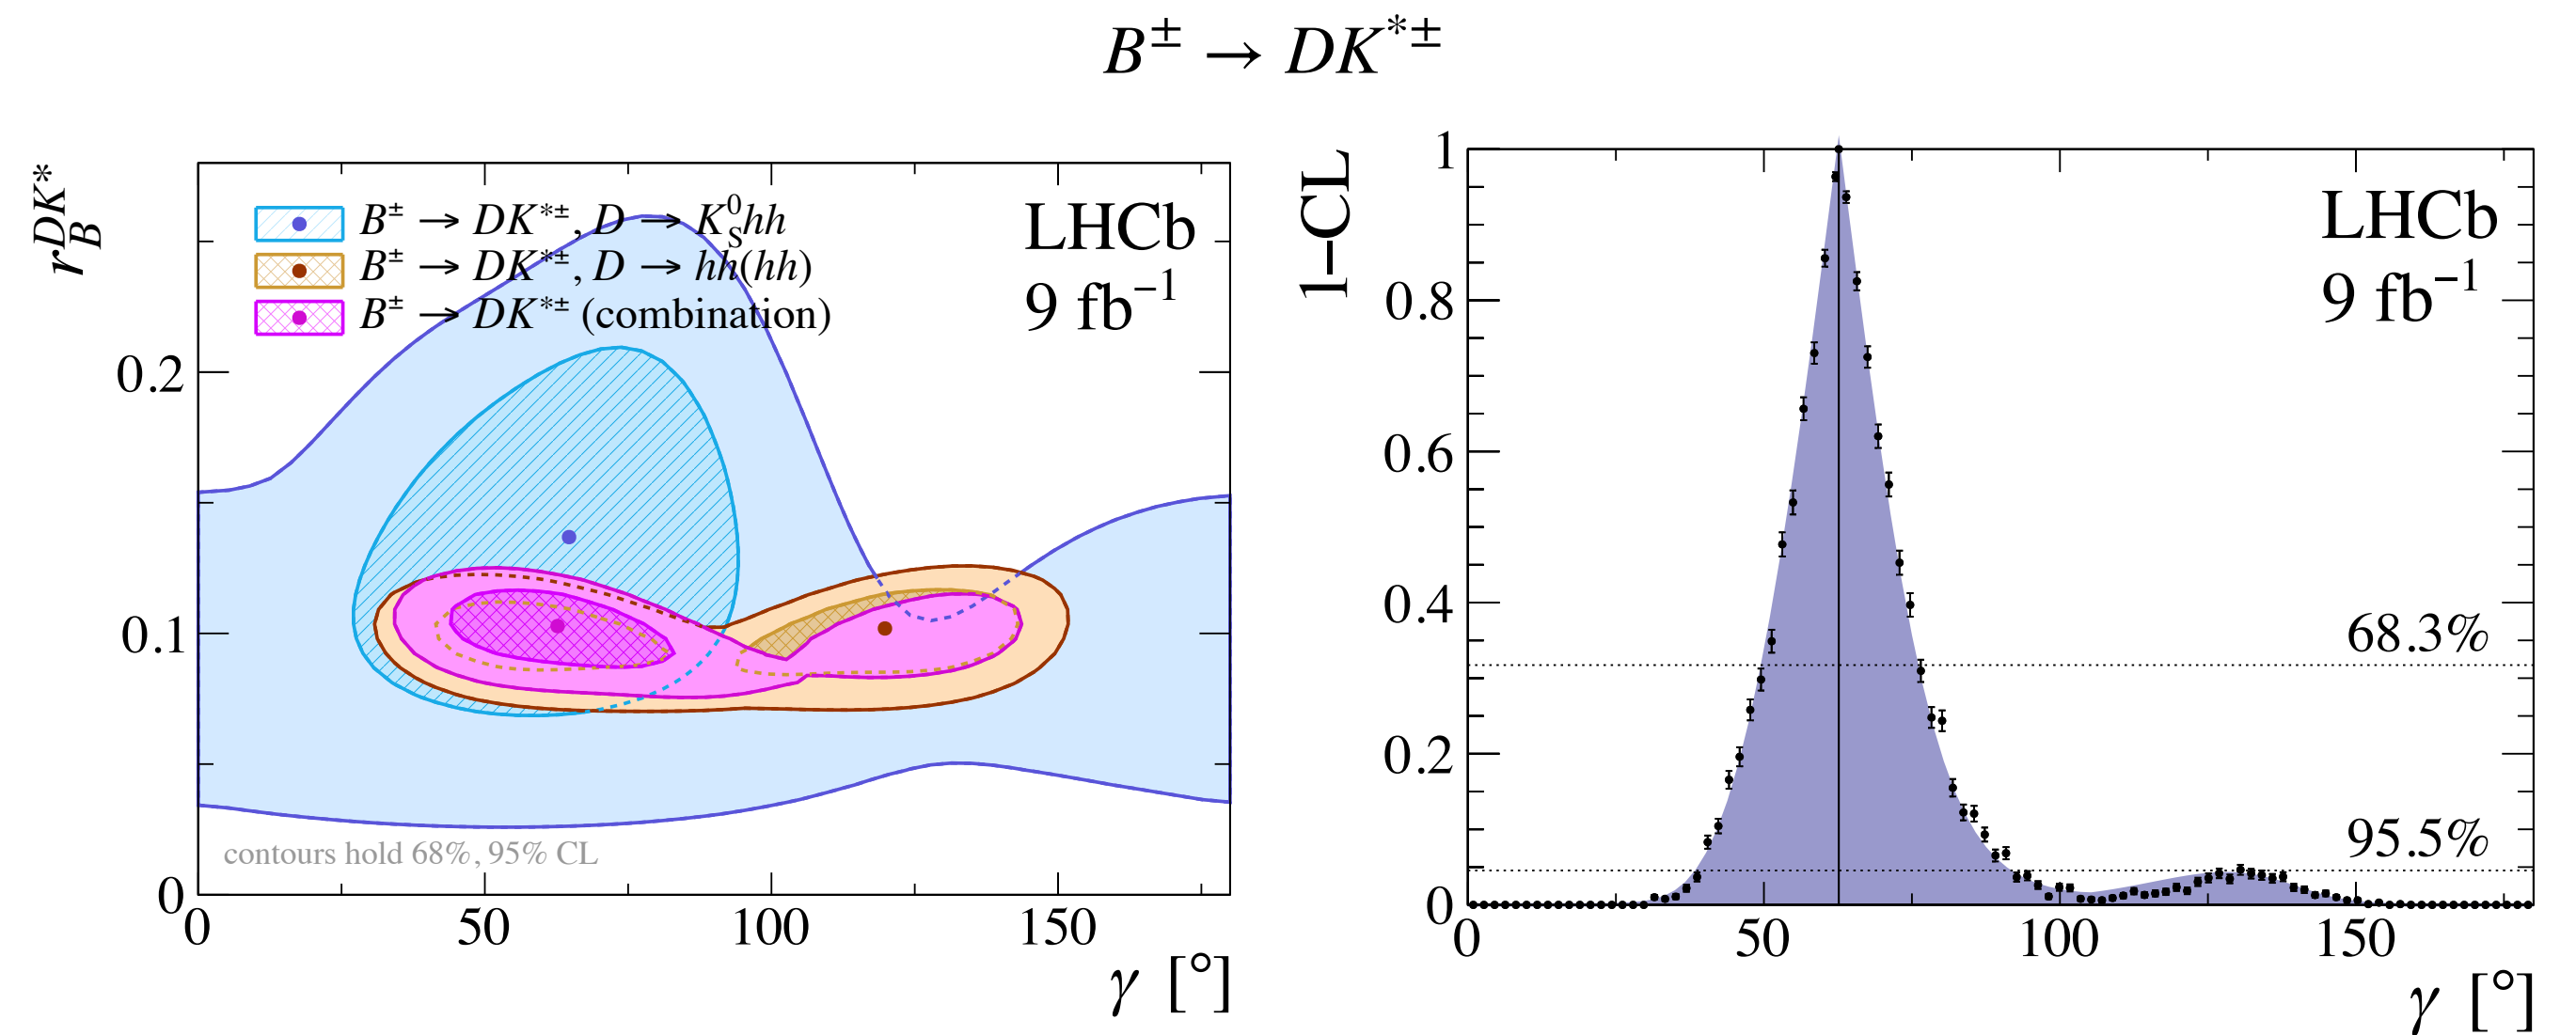 B± → DK*±
r_B^{DK*}
B± → DK*±, D → K_S^0 hh
B± → DK*±, D → hh(hh)
B± → DK*± (combination)
LHCb
9 fb⁻¹
0.2
0.1
0
contours hold 68%, 95% CL
0 50 100 150
γ [°]
1−CL
1
0.8
0.6
0.4
0.2
0
LHCb
9 fb⁻¹
68.3%
95.5%
0 50 100 150
γ [°]